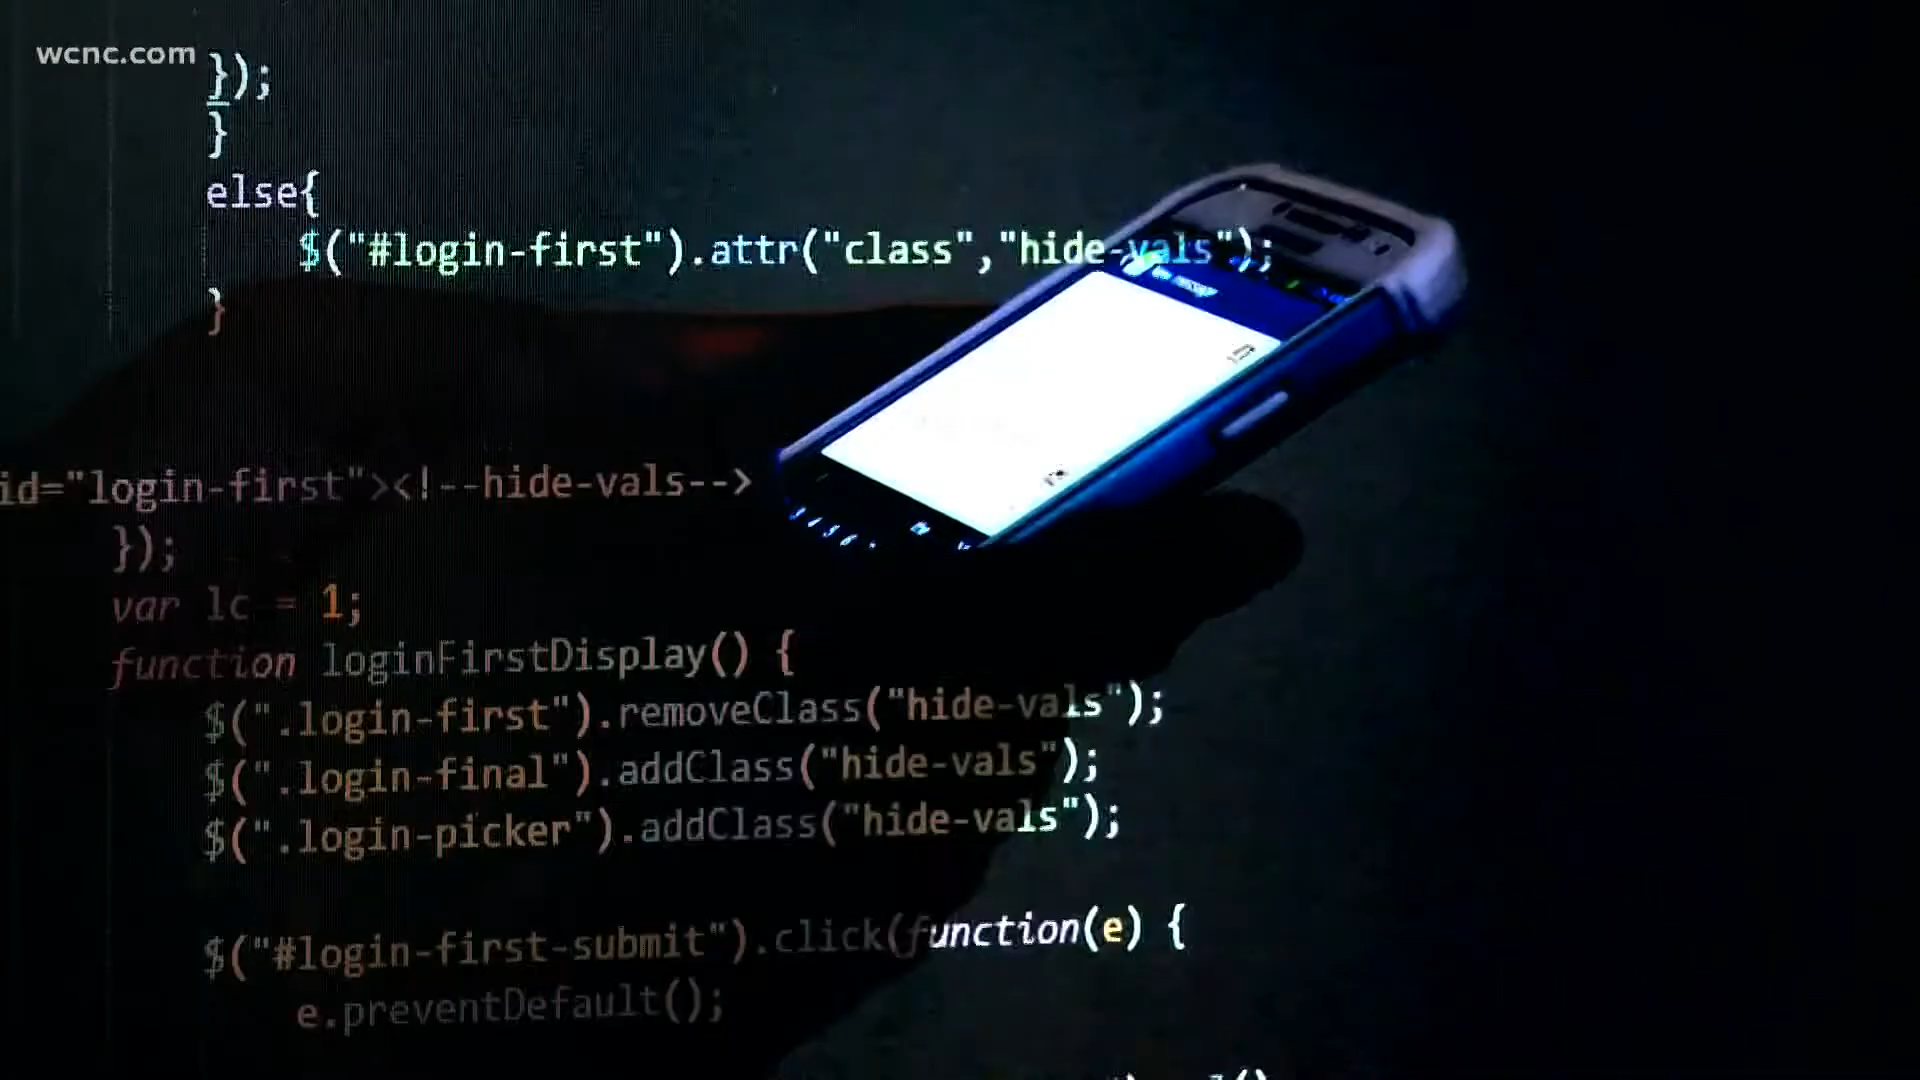 wcnc.com
});
}
else{
$("#login-first").attr("class","hide-vals");
}
id="login-first"><!--hide-vals-->
});
var lc = 1;
function loginFirstDisplay() {
$(".login-first").removeClass("hide-vals");
$(".login-final").addClass("hide-vals");
$(".login-picker").addClass("hide-vals");
$("#login-first-submit").click(function(e) {
e.preventDefault();